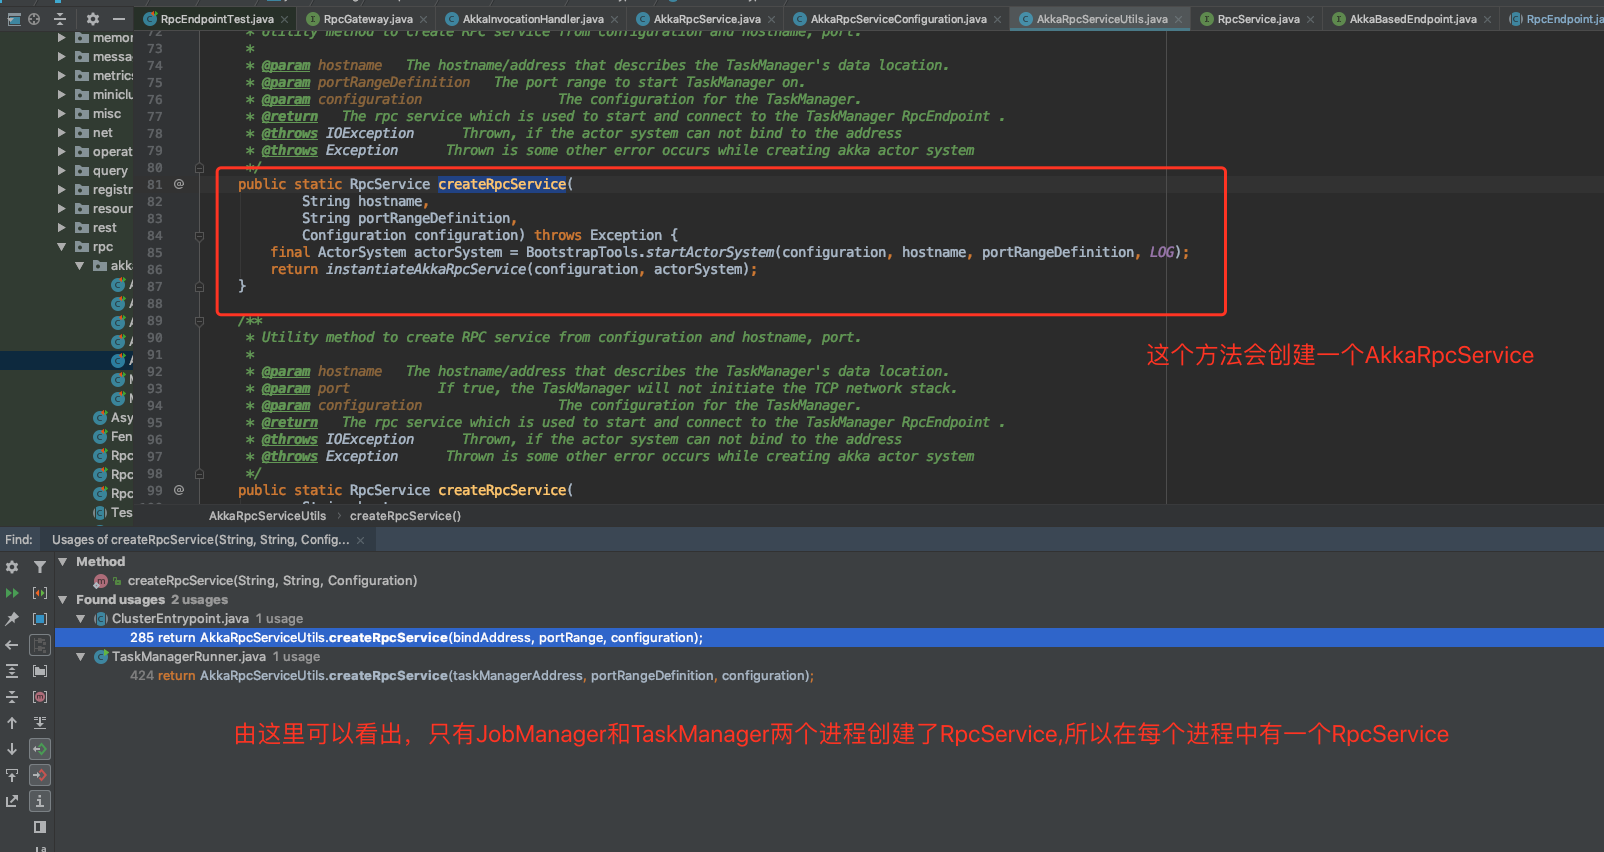 RpcEndpointTest.java
RpcGateway.java
AkkaInvocationHandler.java
AkkaRpcService.java
AkkaRpcServiceConfiguration.java
AkkaRpcServiceUtils.java
RpcService.java
AkkaBasedEndpoint.java
RpcEndpoint.ja
memor
messa
metrics
miniclu
misc
net
operat
query
registr
resour
rest
rpc
akk
A
A
A
A
A
M
M
Asy
Fen
Rpc
Rpc
Rpc
Tes
72 * Utility method to create RPC service from configuration and hostname, port.
73 *
74 * @param hostname The hostname/address that describes the TaskManager's data location.
75 * @param portRangeDefinition The port range to start TaskManager on.
76 * @param configuration The configuration for the TaskManager.
77 * @return The rpc service which is used to start and connect to the TaskManager RpcEndpoint .
78 * @throws IOException Thrown, if the actor system can not bind to the address
79 * @throws Exception Thrown is some other error occurs while creating akka actor system
80 */
81 @ public static RpcService createRpcService(
82 String hostname,
83 String portRangeDefinition,
84 Configuration configuration) throws Exception {
85 final ActorSystem actorSystem = BootstrapTools.startActorSystem(configuration, hostname, portRangeDefinition, LOG);
86 return instantiateAkkaRpcService(configuration, actorSystem);
87 }
88
89 /**
90 * Utility method to create RPC service from configuration and hostname, port.
91 *
92 * @param hostname The hostname/address that describes the TaskManager's data location.
93 * @param port If true, the TaskManager will not initiate the TCP network stack.
94 * @param configuration The configuration for the TaskManager.
95 * @return The rpc service which is used to start and connect to the TaskManager RpcEndpoint .
96 * @throws IOException Thrown, if the actor system can not bind to the address
97 * @throws Exception Thrown is some other error occurs while creating akka actor system
98 */
99 @ public static RpcService createRpcService(
这个方法会创建一个AkkaRpcService
AkkaRpcServiceUtils › createRpcService()
Find: Usages of createRpcService(String, String, Config...
Method
createRpcService(String, String, Configuration)
Found usages 2 usages
ClusterEntrypoint.java 1 usage
285 return AkkaRpcServiceUtils.createRpcService(bindAddress, portRange, configuration);
TaskManagerRunner.java 1 usage
424 return AkkaRpcServiceUtils.createRpcService(taskManagerAddress, portRangeDefinition, configuration);
由这里可以看出，只有JobManager和TaskManager两个进程创建了RpcService,所以在每个进程中有一个RpcService